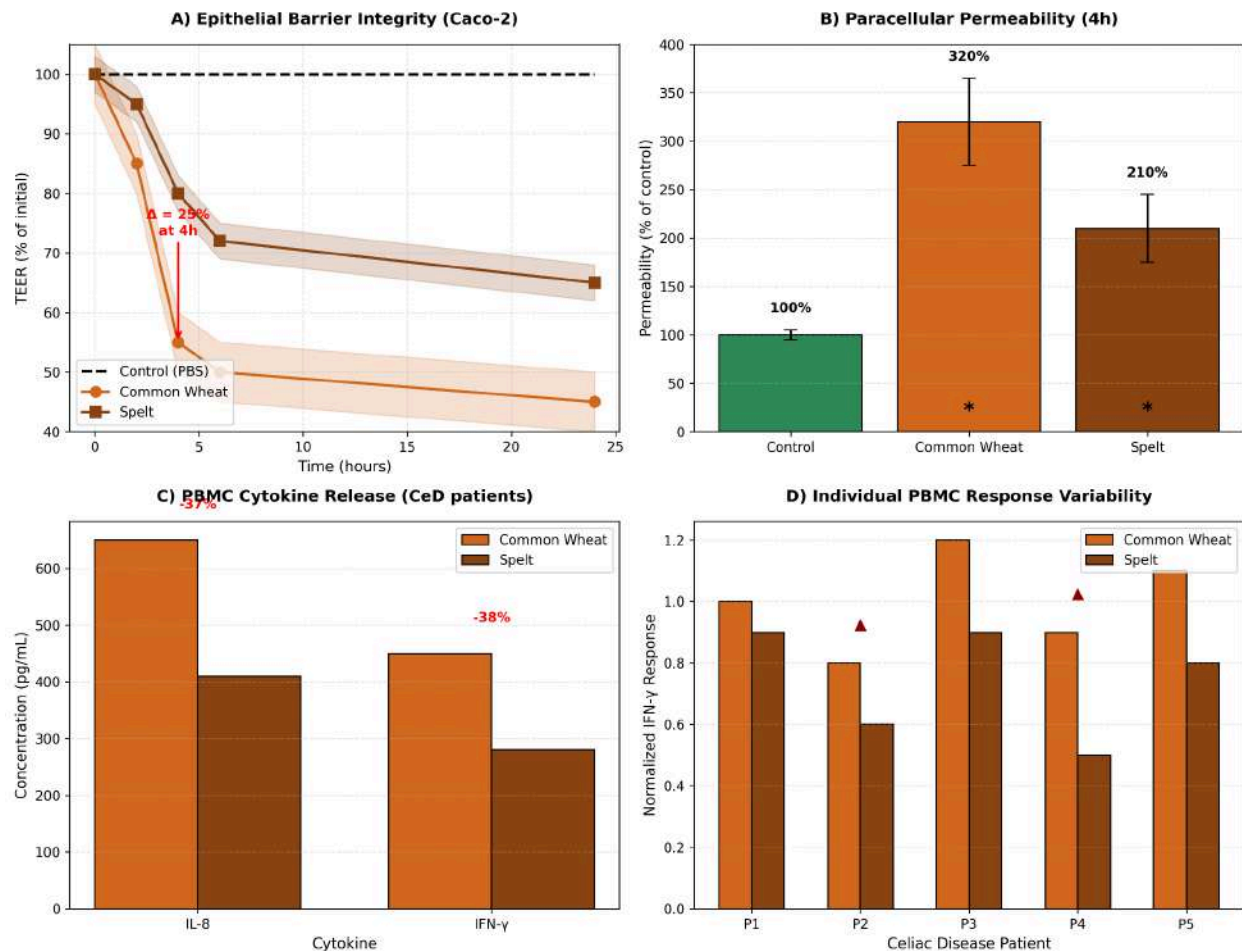 A) Epithelial Barrier Integrity (Caco-2)
100
90
80
70
60
50
40
TEER (% of initial)
Δ = 25%
at 4h
Control (PBS)
Common Wheat
Spelt
0
5
10
15
20
25
Time (hours)
B) Paracellular Permeability (4h)
400
350
300
250
200
150
100
50
0
Permeability (% of control)
100%
320%
210%
*
*
Control
Common Wheat
Spelt
C) PBMC Cytokine Release (CeD patients)
-37%
-38%
Common Wheat
Spelt
600
500
400
300
200
100
0
Concentration (pg/mL)
IL-8
IFN-γ
Cytokine
D) Individual PBMC Response Variability
Common Wheat
Spelt
1.2
1.0
0.8
0.6
0.4
0.2
0.0
Normalized IFN-γ Response
P1
P2
P3
P4
P5
Celiac Disease Patient